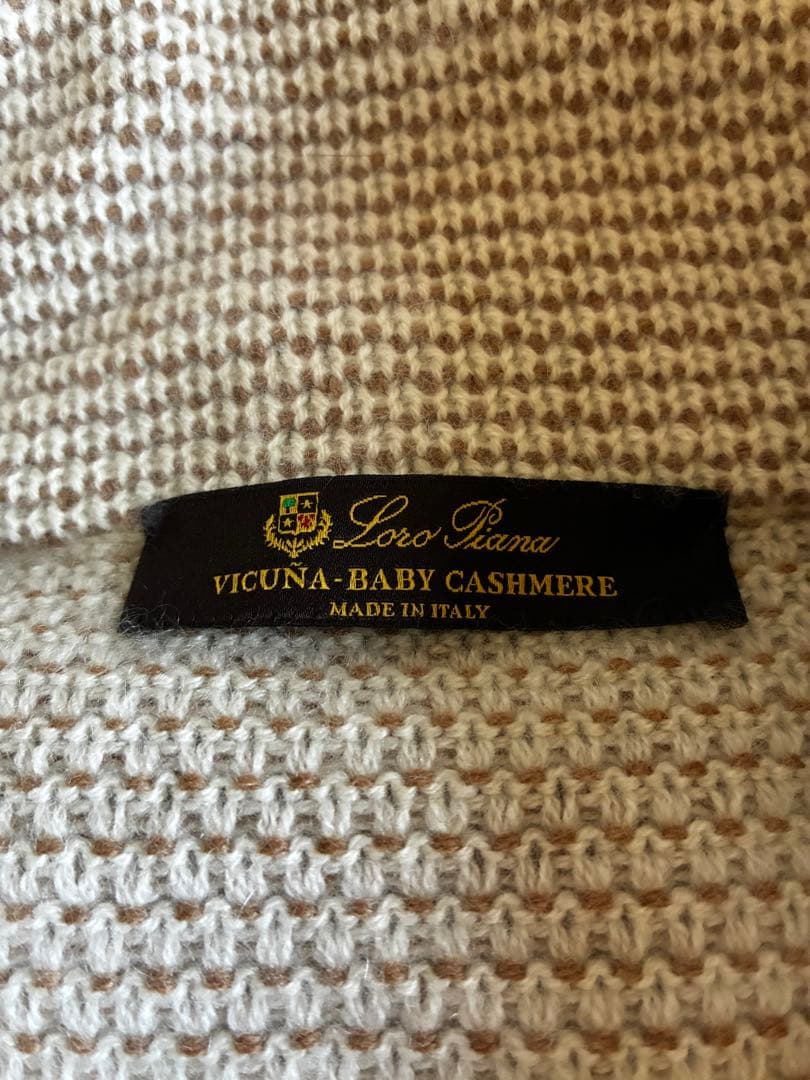 Loro Piana
VICUÑA-BABY CASHMERE
MADE IN ITALY